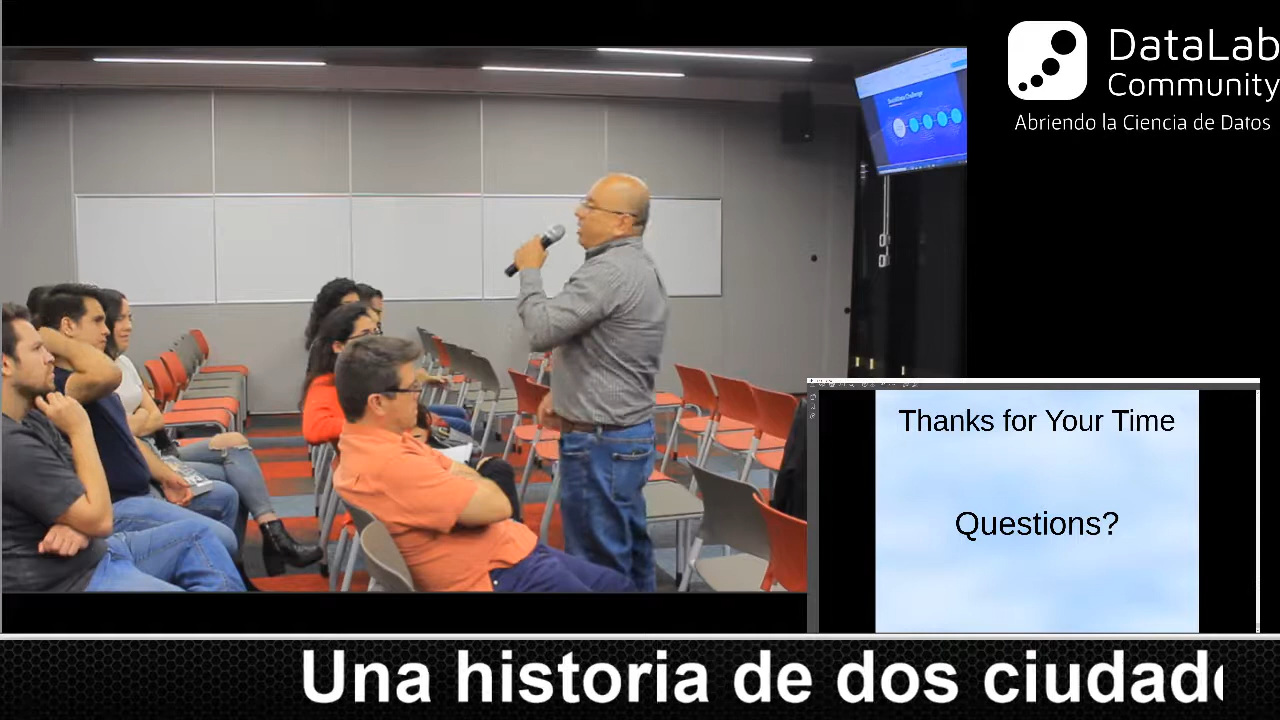 DataLab
Community
Abriendo la Ciencia de Datos
Thanks for Your Time
Questions?
Una historia de dos ciudad